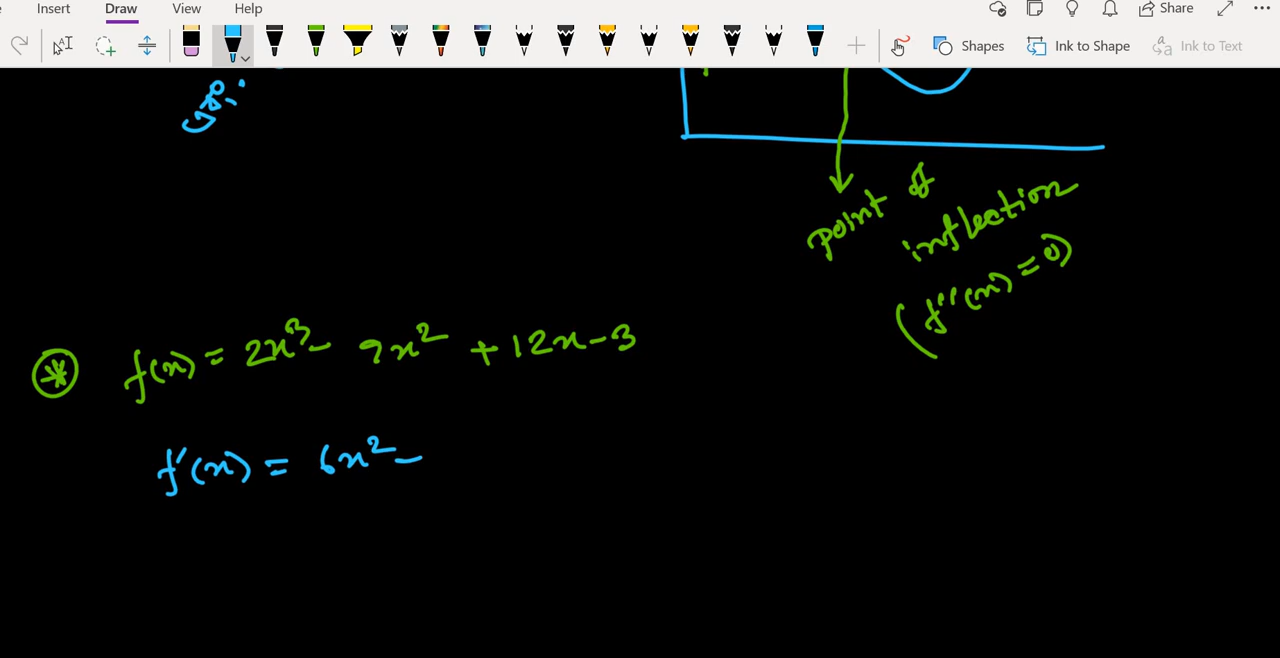 Insert Draw View Help Share
Shapes Ink to Shape Ink to Text
point of
inflection
(f''(x) = 0)
f(x) = 2x³ - 9x² + 12x - 3
f'(x) = 6x² -